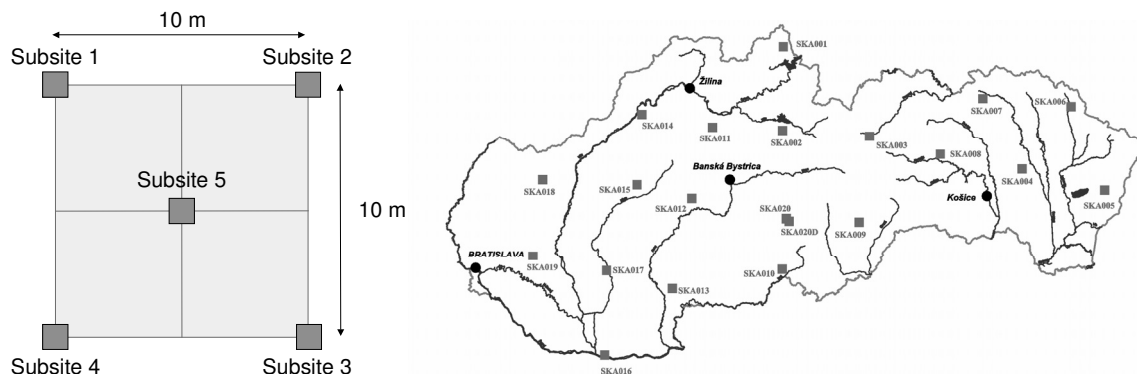 10 m
Subsite 1
Subsite 2
Subsite 5
10 m
Subsite 4
Subsite 3
SKA001
Žilina
SKA007
SKA006
SKA014
SKA011
SKA002
SKA003
SKA008
Banská Bystrica
SKA004
SKA018
SKA015
SKA005
SKA012
Košice
SKA020
SKA020D
SKA009
BRATISLAVA
SKA019
SKA017
SKA010
SKA013
SKA016